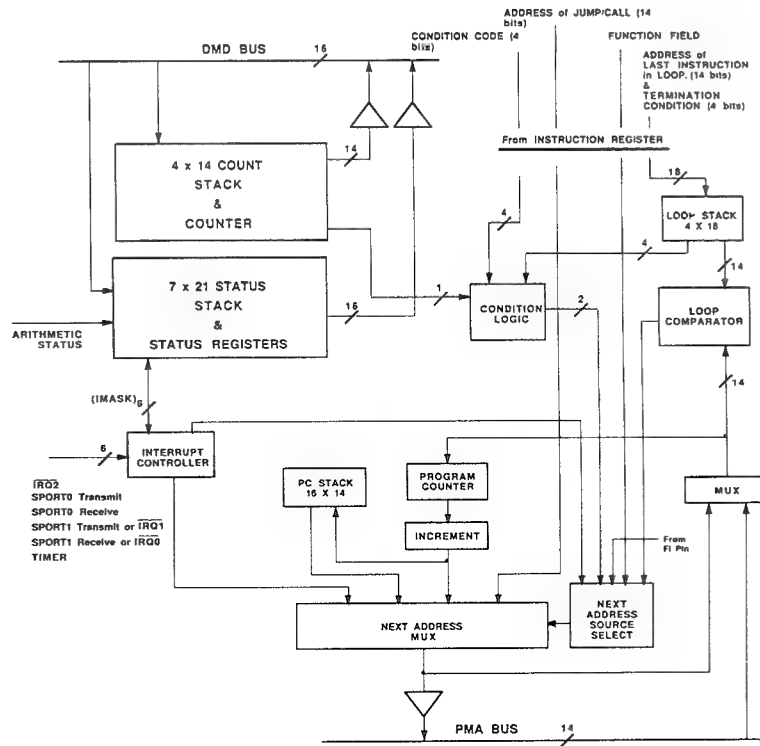 ADDRESS of JUMP/CALL (14
bits)
DMD BUS
16
CONDITION CODE (4
bits)
FUNCTION FIELD
ADDRESS of
LAST INSTRUCTION
in LOOP. (14 bits)
&
TERMINATION
CONDITION (4 bits)
From INSTRUCTION REGISTER
4 x 14 COUNT
STACK
&
COUNTER
14
18
LOOP STACK
4 X 18
4
4
14
7 x 21 STATUS
STACK
&
STATUS REGISTERS
16
1
CONDITION
LOGIC
2
LOOP
COMPARATOR
ARITHMETIC
STATUS
14
(IMASK)
6
6
INTERRUPT
CONTROLLER
IRQ2
SPORT0 Transmit
SPORT0 Receive
SPORT1 Transmit or IRQ1
SPORT1 Receive or IRQ0
TIMER
PC STACK
16 X 14
PROGRAM
COUNTER
INCREMENT
MUX
From
FI Pin
NEXT ADDRESS
MUX
NEXT
ADDRESS
SOURCE
SELECT
PMA BUS
14